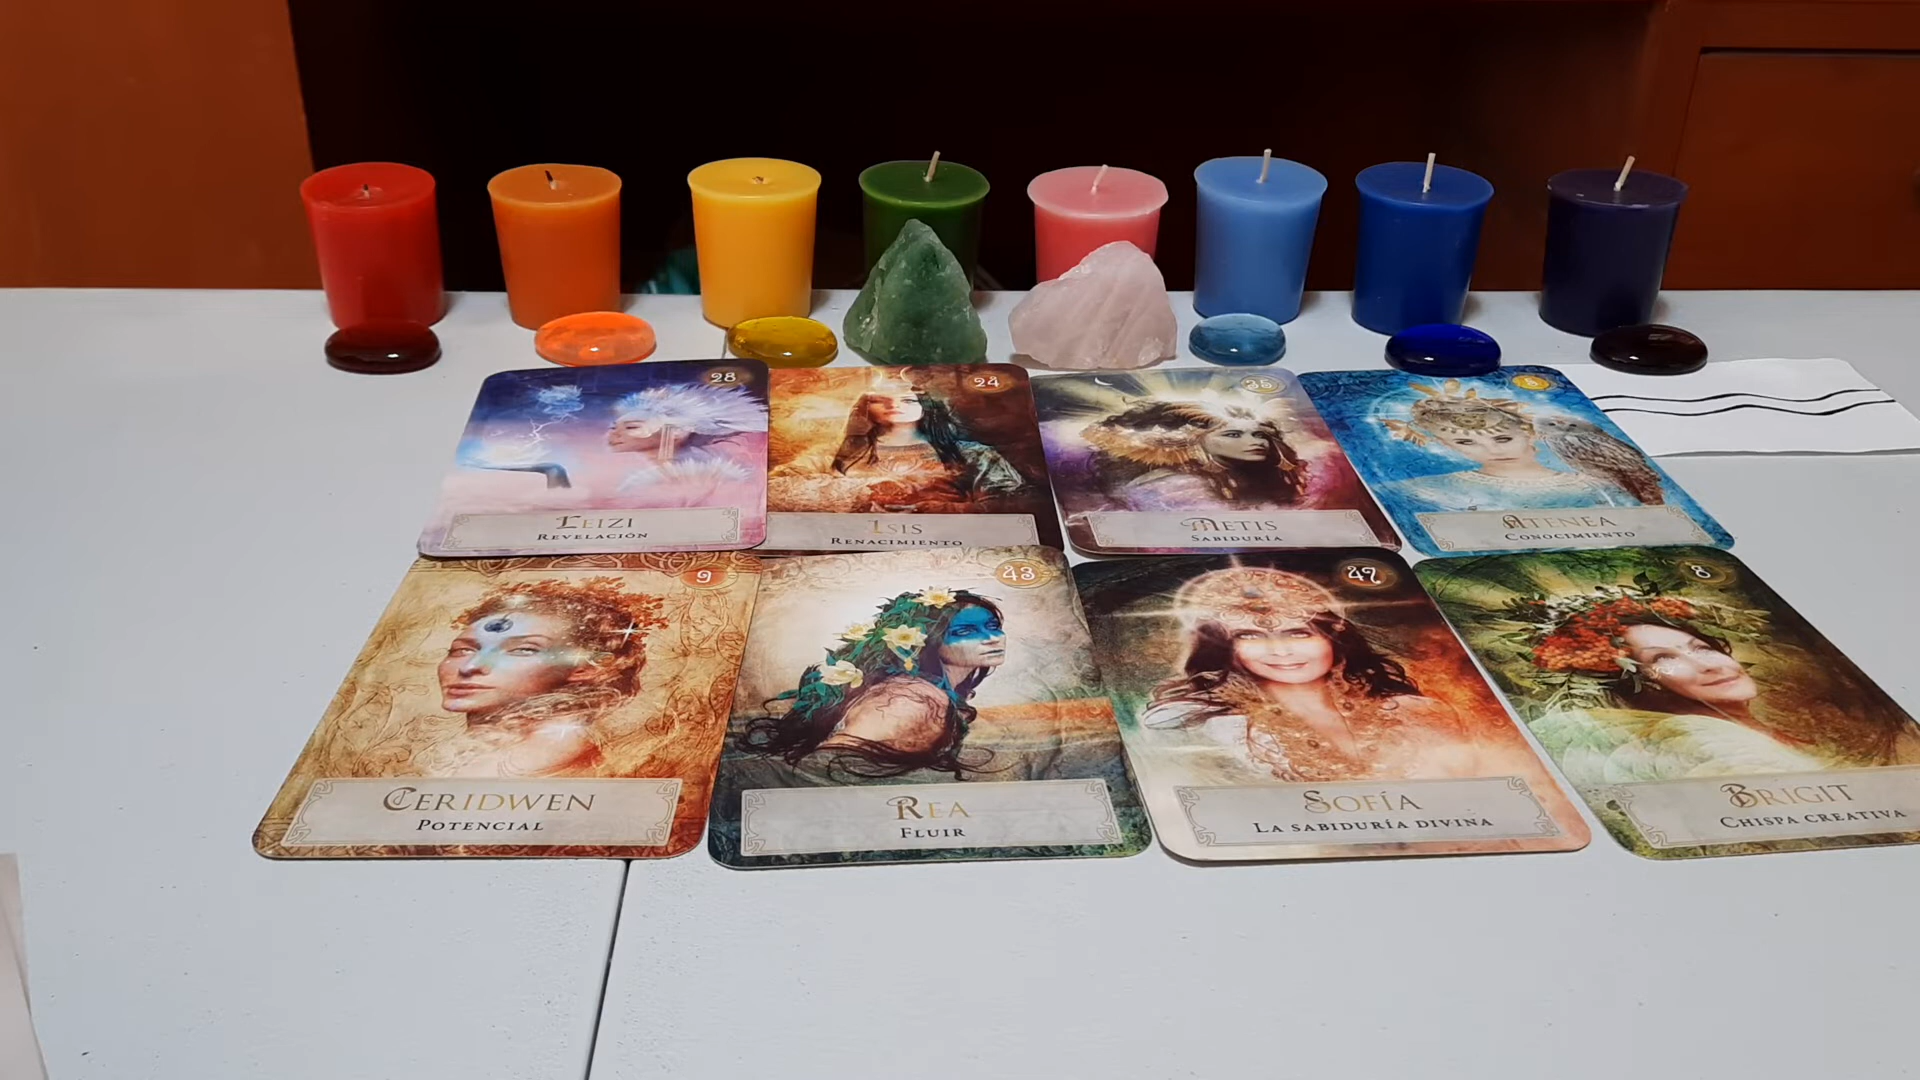 28
LEIZI
REVELACIÓN
24
ISIS
RENACIMIENTO
35
METIS
SABIDURÍA
ATENEA
CONOCIMIENTO
9
CERIDWEN
POTENCIAL
43
REA
FLUIR
47
SOFÍA
LA SABIDURÍA DIVINA
8
BRIGIT
CHISPA CREATIVA